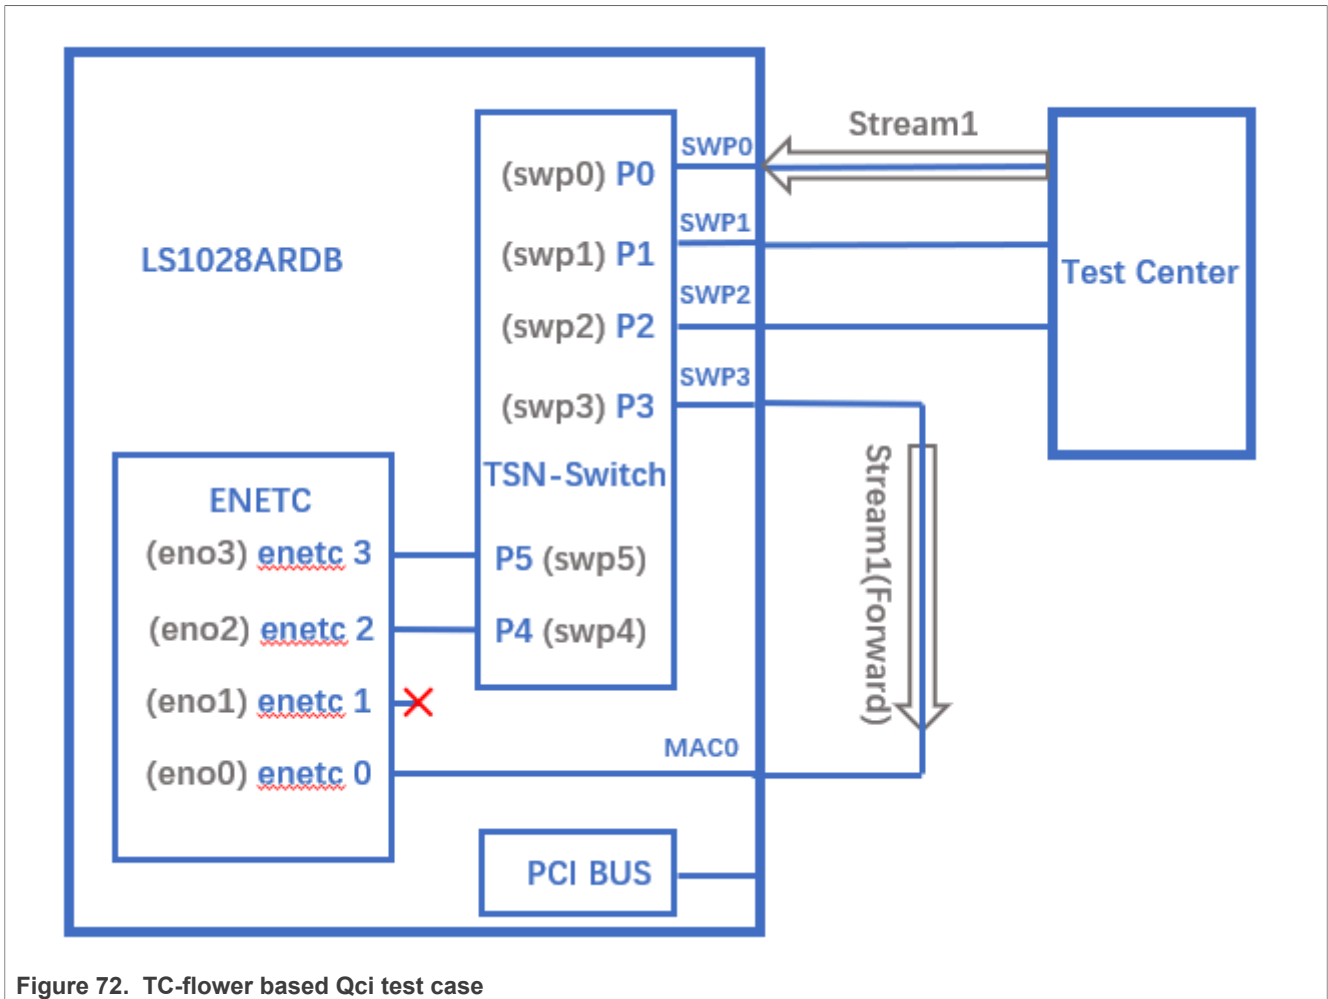 Stream1
SWP0
(swp0) P0
SWP1
(swp1) P1
LS1028ARDB
Test Center
SWP2
(swp2) P2
SWP3
(swp3) P3
TSN-Switch
Stream1(Forward)
ENETC
(eno3) enetc 3
P5 (swp5)
(eno2) enetc 2
P4 (swp4)
(eno1) enetc 1
MAC0
(eno0) enetc 0
PCI BUS
Figure 72. TC-flower based Qci test case